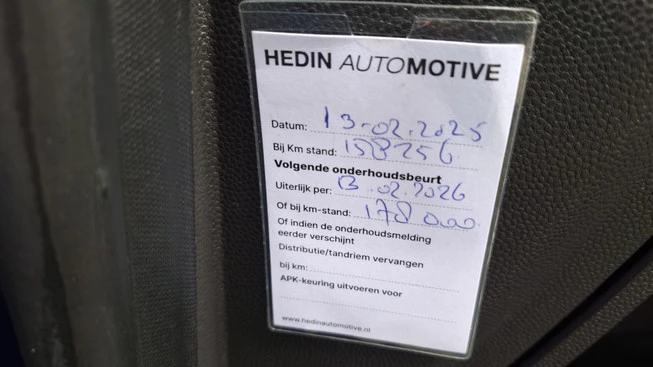 HEDIN AUTOMOTIVE
Datum: 13-02.2025
Bij Km stand: 158256
Volgende onderhoudsbeurt
Uiterlijk per: 13.02.2026
Of bij km-stand: 178000
Of indien de onderhoudsmelding
eerder verschijnt
Distributie/tandriem vervangen
bij km:
APK-keuring uitvoeren voor
www.hedinautomotive.nl